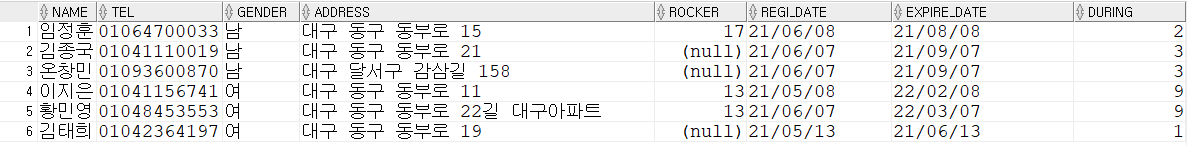 NAME TEL GENDER ADDRESS ROCKER REGI_DATE EXPIRE_DATE DURING
1 임정훈 01064700033 남 대구 동구 동부로 15 17 21/06/08 21/08/08 2
2 김종국 01041110019 남 대구 동구 동부로 21 (null) 21/06/07 21/09/07 3
3 온창민 01093600870 남 대구 달서구 감삼길 158 (null) 21/06/07 21/09/07 3
4 이지은 01041156741 여 대구 동구 동부로 11 13 21/05/08 22/02/08 9
5 황민영 01048453553 여 대구 동구 동부로 22길 대구아파트 13 21/06/07 22/03/07 9
6 김태희 01042364197 여 대구 동구 동부로 19 (null) 21/05/13 21/06/13 1